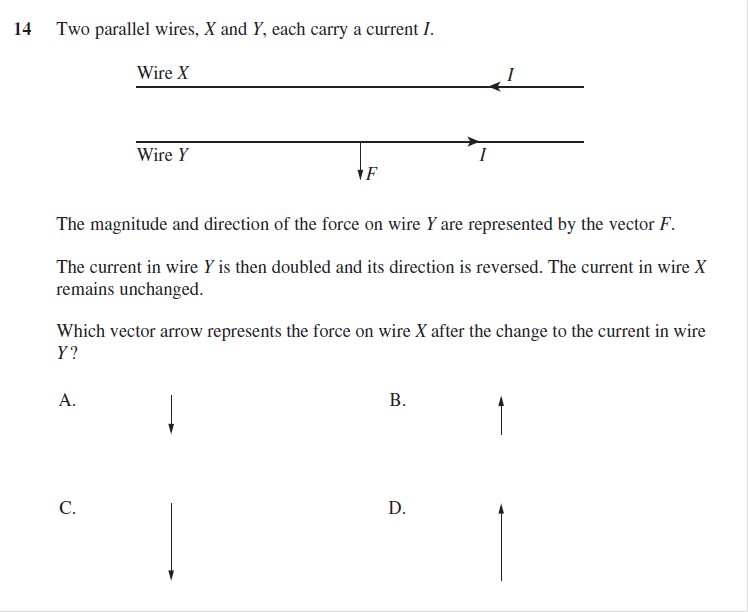 14 Two parallel wires, X and Y, each carry a current I.
Wire X
I
Wire Y
I
F
The magnitude and direction of the force on wire Y are represented by the vector F.
The current in wire Y is then doubled and its direction is reversed. The current in wire X
remains unchanged.
Which vector arrow represents the force on wire X after the change to the current in wire
Y?
A.
B.
C.
D.